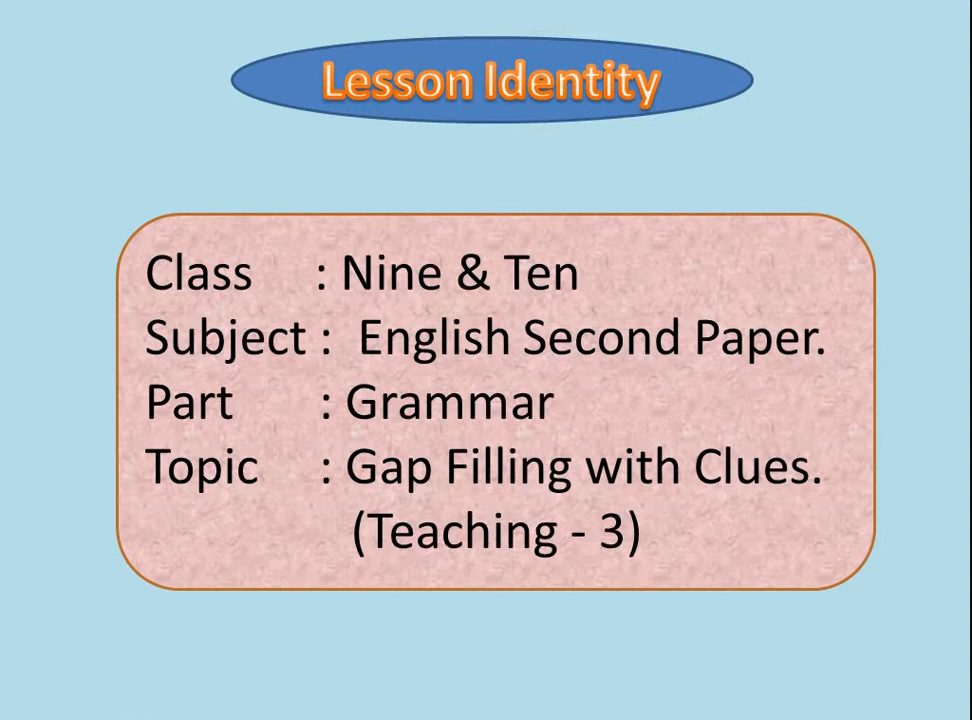 Lesson Identity
Class : Nine & Ten
Subject : English Second Paper.
Part : Grammar
Topic : Gap Filling with Clues.
(Teaching - 3)